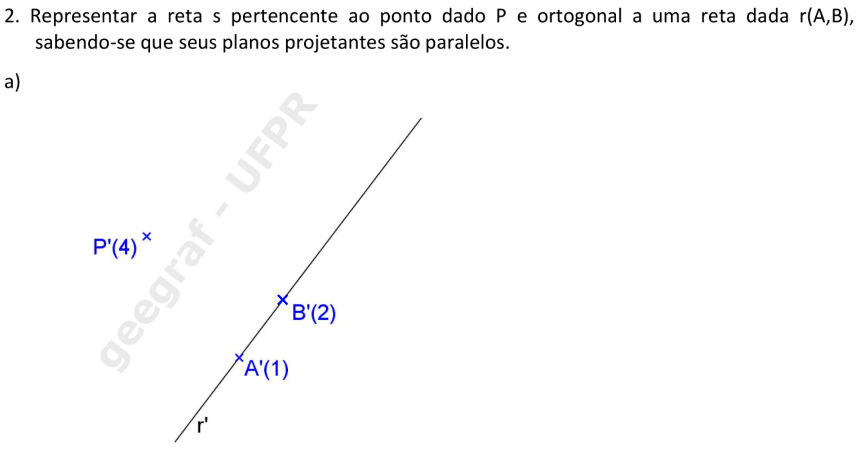 2. Representar a reta s pertencente ao ponto dado P e ortogonal a uma reta dada r(A,B),
sabendo-se que seus planos projetantes são paralelos.
a)
geegraf - UFPR
P'(4)
B'(2)
A'(1)
r'